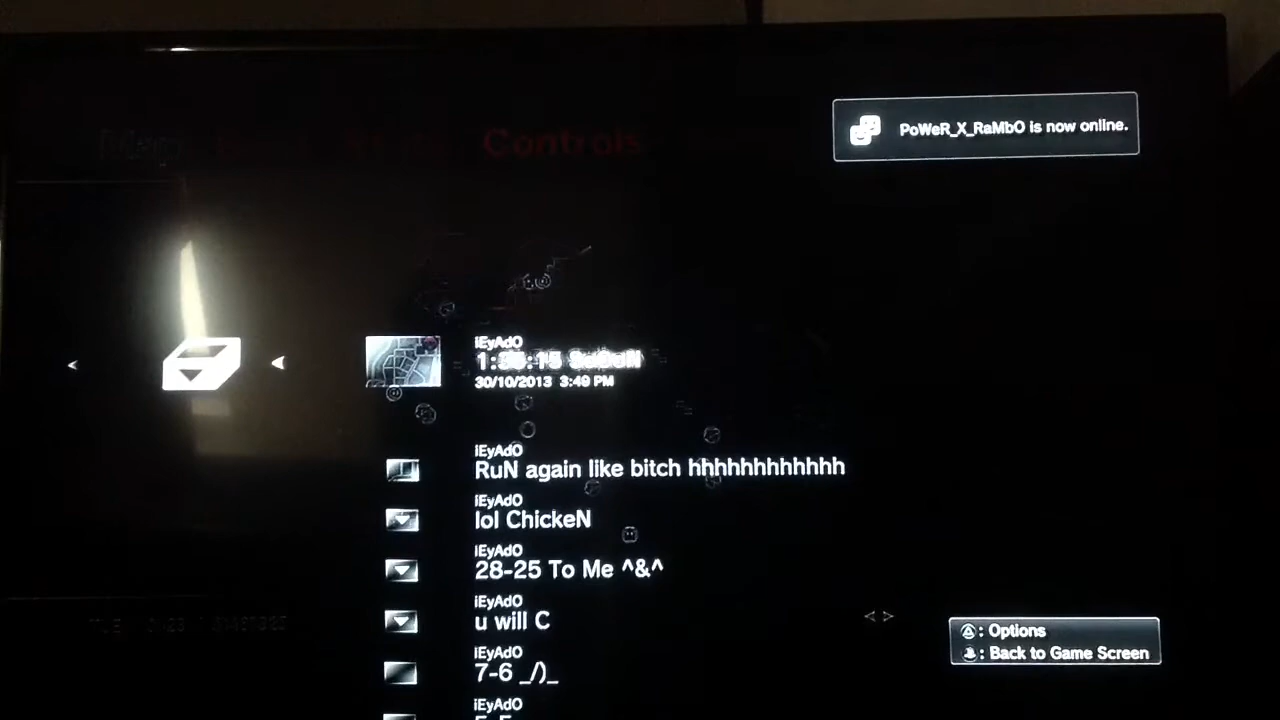 Controls
PoWeR_X_RaMbO is now online.
iEyAdO
30/10/2013 3:49 PM
iEyAdO
RuN again like bitch hhhhhhhhhhhh
iEyAdO
lol ChickeN
iEyAdO
28-25 To Me ^&^
iEyAdO
u will C
iEyAdO
7-6 _/)_
iEyAdO
: Options
: Back to Game Screen